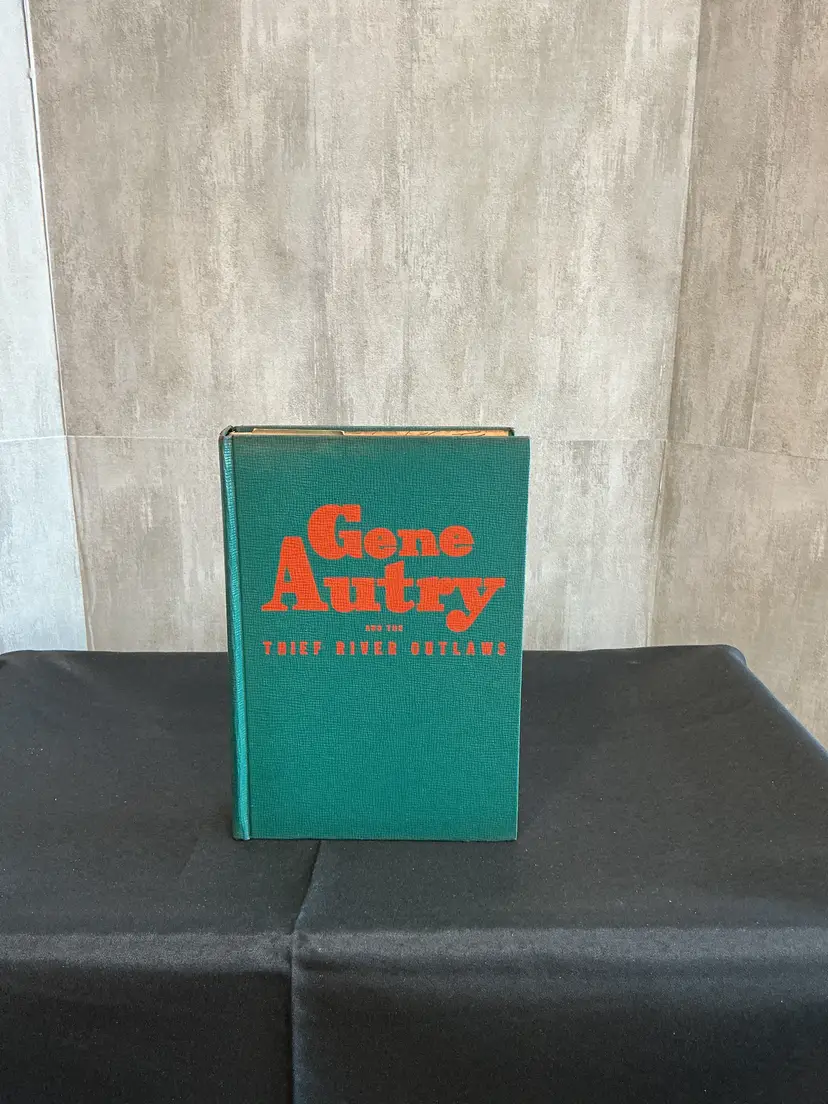 Gene
Autry
AND THE
THIEF RIVER OUTLAWS